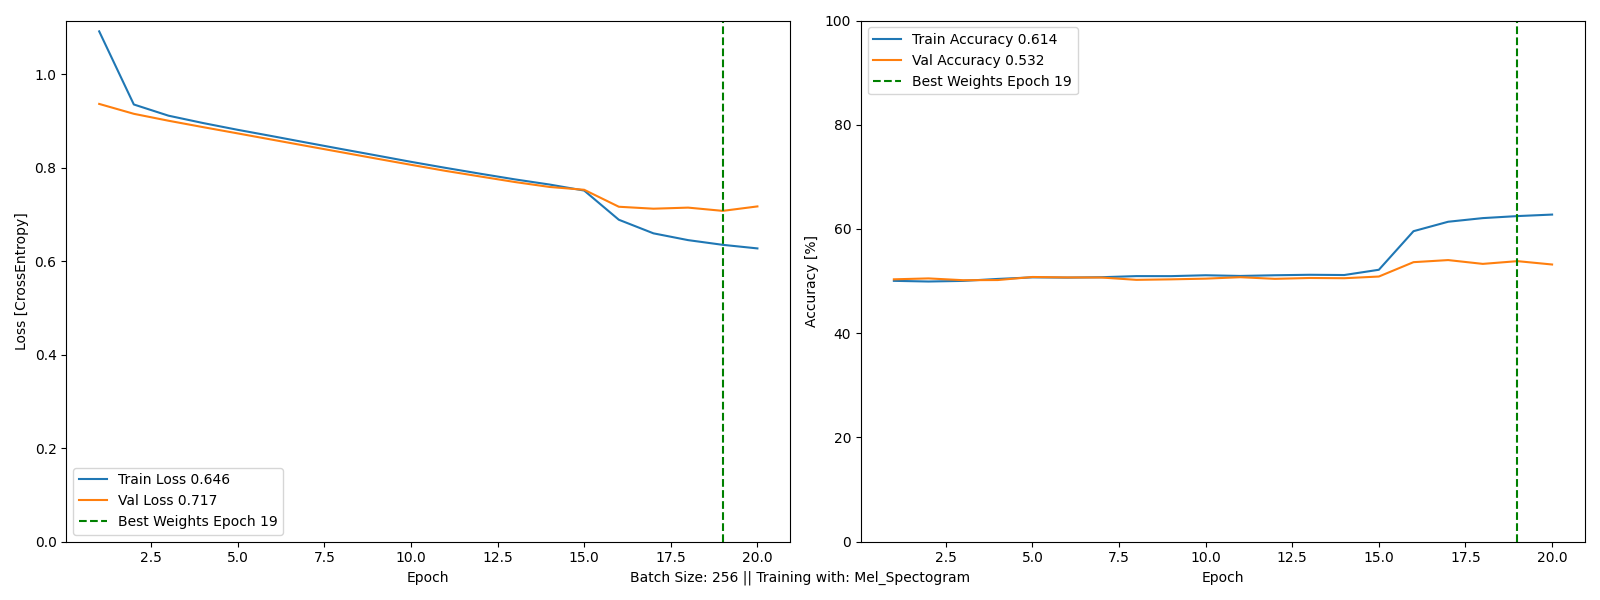 Loss [CrossEntropy]
1.0
0.8
0.6
0.4
0.2
0.0
Train Loss 0.646
Val Loss 0.717
Best Weights Epoch 19
2.5 5.0 7.5 10.0 12.5 15.0 17.5 20.0
Epoch
Accuracy [%]
100
80
60
40
20
0
Train Accuracy 0.614
Val Accuracy 0.532
Best Weights Epoch 19
2.5 5.0 7.5 10.0 12.5 15.0 17.5 20.0
Epoch
Batch Size: 256 || Training with: Mel_Spectogram